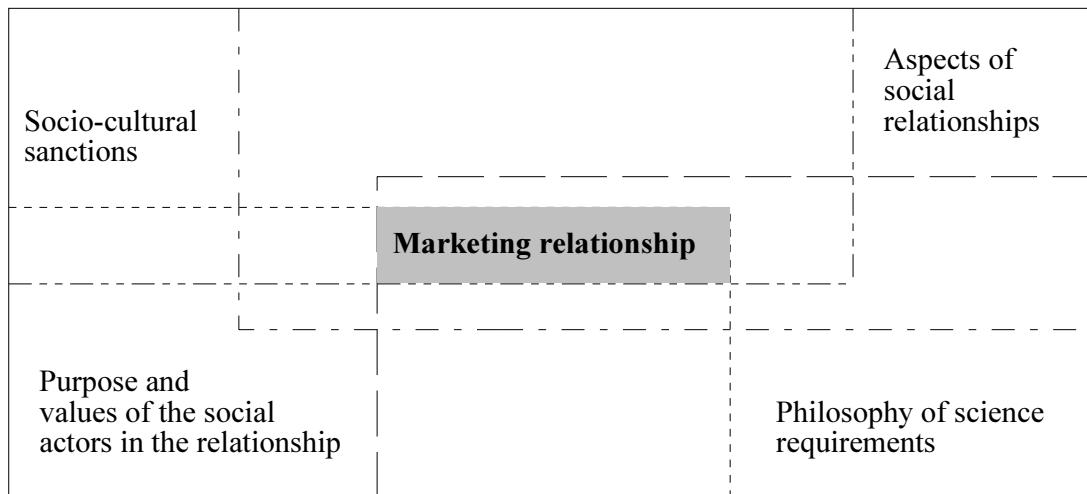 Socio-cultural
sanctions
Aspects of
social
relationships
Marketing relationship
Purpose and
values of the social
actors in the relationship
Philosophy of science
requirements